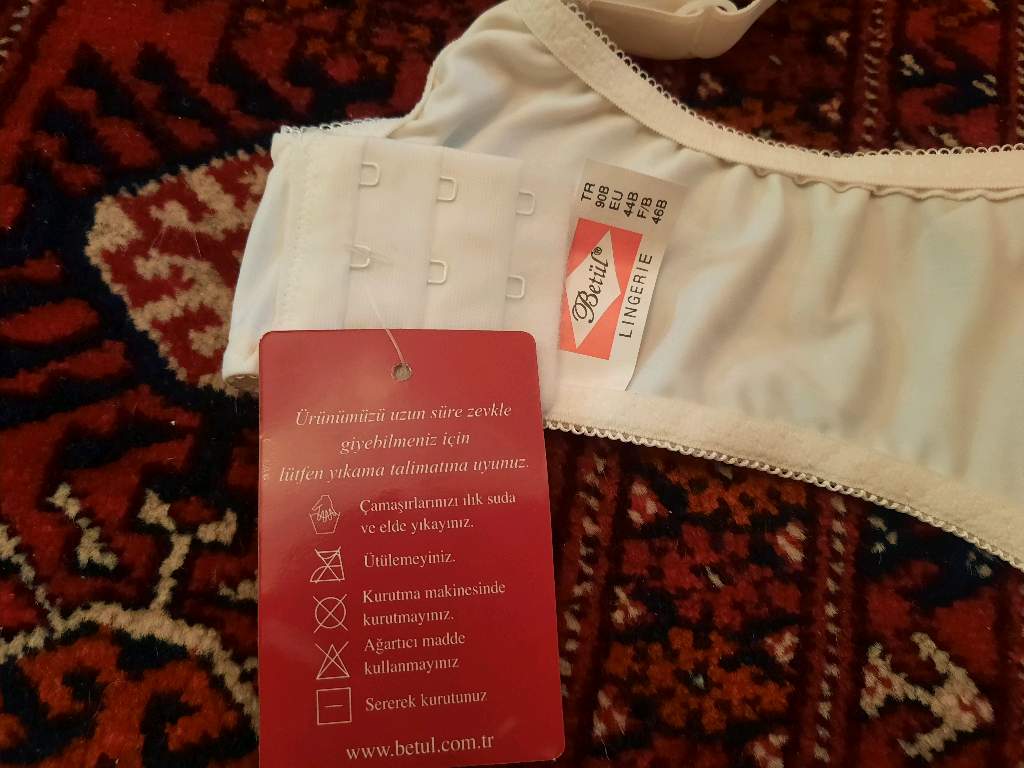 TR
90B
EU
44B
F/B
46B
Betül®
LINGERIE
Ürünümüzü uzun süre zevkle
giyebilmeniz için
lütfen yıkama talimatına uyunuz.
Çamaşırlarınızı ılık suda
ve elde yıkayınız.
Ütülemeyiniz.
Kurutma makinesinde
kurutmayınız.
Ağartıcı madde
kullanmayınız
Sererek kurutunuz
www.betul.com.tr